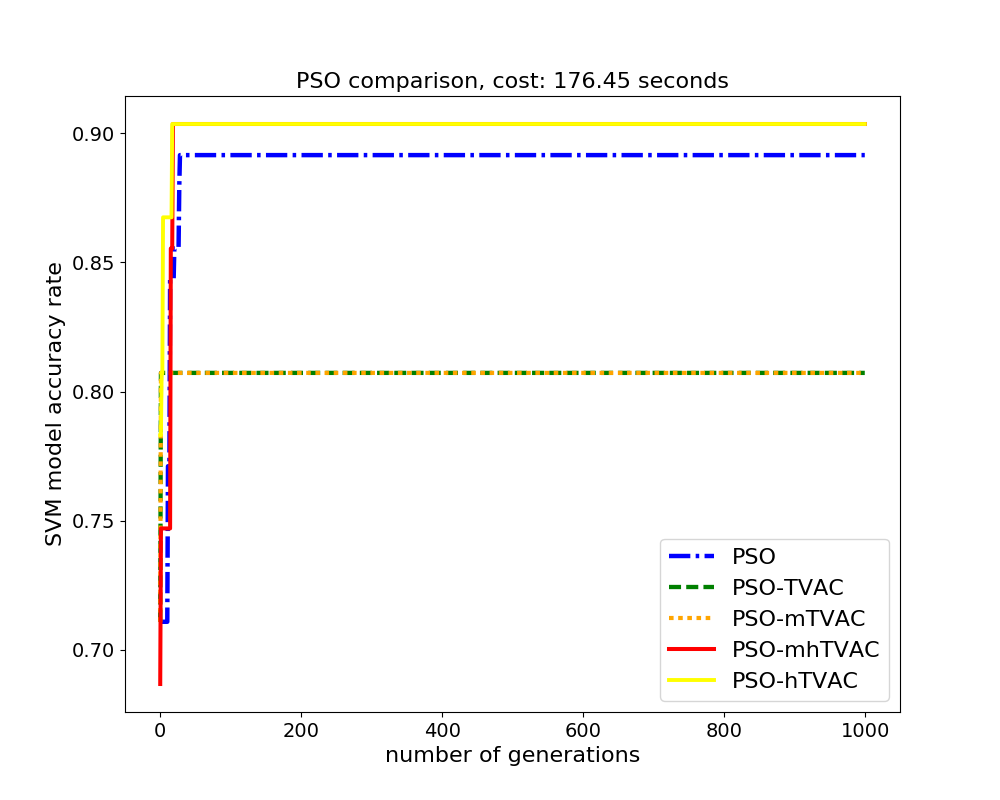 PSO comparison, cost: 176.45 seconds
SVM model accuracy rate
0.90
0.85
0.80
0.75
0.70
PSO
PSO-TVAC
PSO-mTVAC
PSO-mhTVAC
PSO-hTVAC
0 200 400 600 800 1000
number of generations